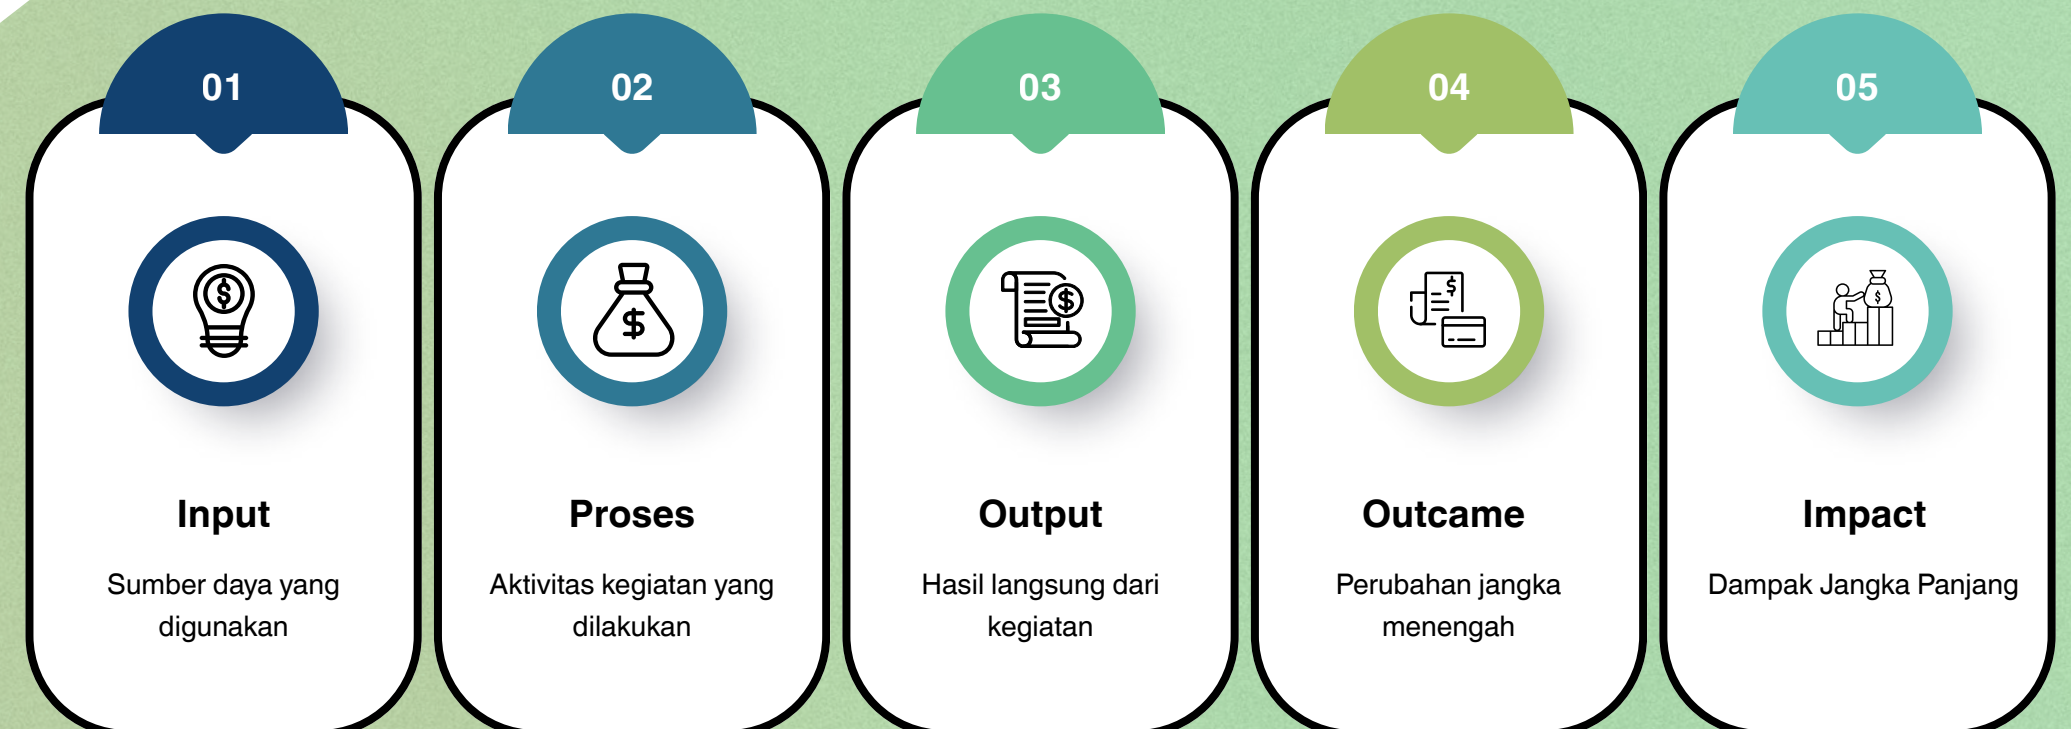 01
Input
Sumber daya yang
digunakan
02
Proses
Aktivitas kegiatan yang
dilakukan
03
Output
Hasil langsung dari
kegiatan
04
Outcame
Perubahan jangka
menengah
05
Impact
Dampak Jangka Panjang